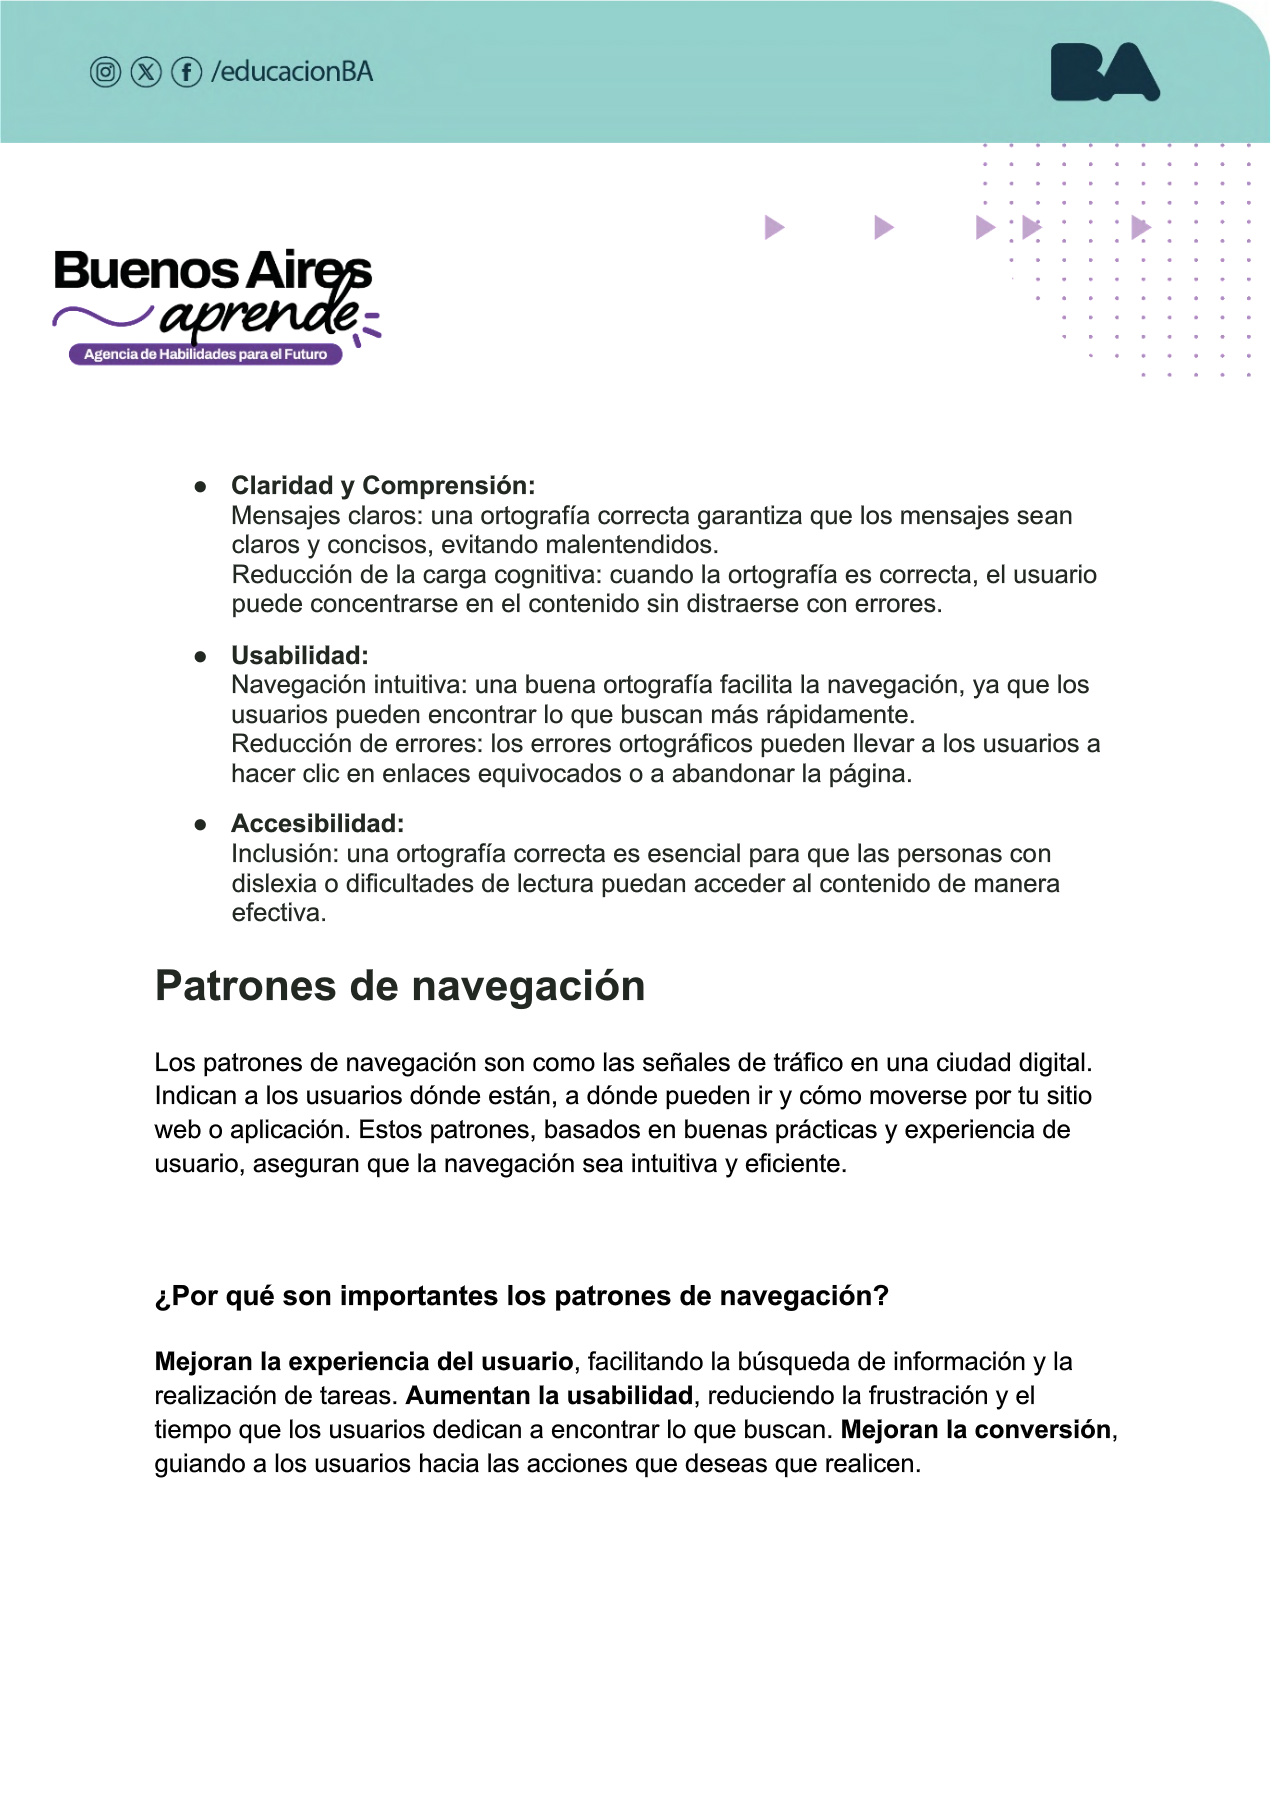 /educacionBA
BA
Buenos Aires
aprende
Agencia de Habilidades para el Futuro
● Claridad y Comprensión:
Mensajes claros: una ortografía correcta garantiza que los mensajes sean
claros y concisos, evitando malentendidos.
Reducción de la carga cognitiva: cuando la ortografía es correcta, el usuario
puede concentrarse en el contenido sin distraerse con errores.
● Usabilidad:
Navegación intuitiva: una buena ortografía facilita la navegación, ya que los
usuarios pueden encontrar lo que buscan más rápidamente.
Reducción de errores: los errores ortográficos pueden llevar a los usuarios a
hacer clic en enlaces equivocados o a abandonar la página.
● Accesibilidad:
Inclusión: una ortografía correcta es esencial para que las personas con
dislexia o dificultades de lectura puedan acceder al contenido de manera
efectiva.
Patrones de navegación
Los patrones de navegación son como las señales de tráfico en una ciudad digital.
Indican a los usuarios dónde están, a dónde pueden ir y cómo moverse por tu sitio
web o aplicación. Estos patrones, basados en buenas prácticas y experiencia de
usuario, aseguran que la navegación sea intuitiva y eficiente.
¿Por qué son importantes los patrones de navegación?
Mejoran la experiencia del usuario, facilitando la búsqueda de información y la
realización de tareas. Aumentan la usabilidad, reduciendo la frustración y el
tiempo que los usuarios dedican a encontrar lo que buscan. Mejoran la conversión,
guiando a los usuarios hacia las acciones que deseas que realicen.